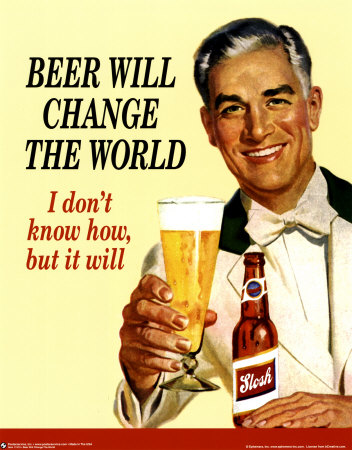 BEER WILL
CHANGE
THE WORLD
I don't
know how,
but it will
Slosh